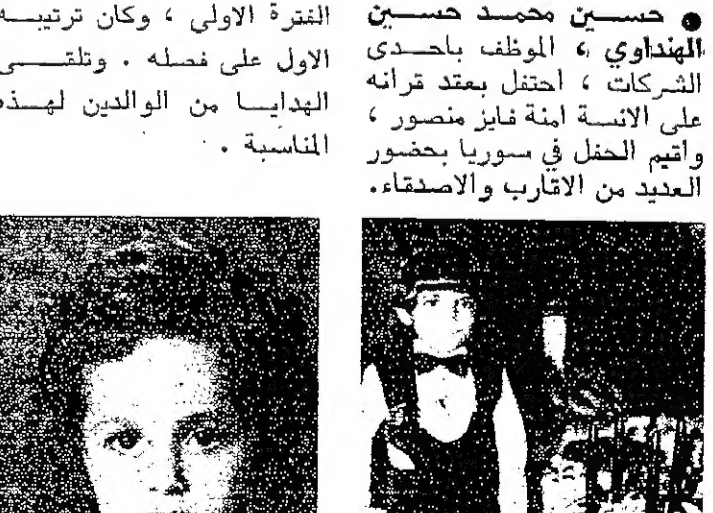 ● حسين محمد حسين
الهنداوي ، الموظف باحدى
الشركات ، احتفل بعقد قرانه
على الانسة امنة فايز منصور ،
واقيم الحفل في سوريا بحضور
العديد من الاقارب والاصدقاء.
الفترة الاولى ، وكان ترتيبه
الاول على فصله . وتلقى
الهدايا من الوالدين لهذه
المناسبة .